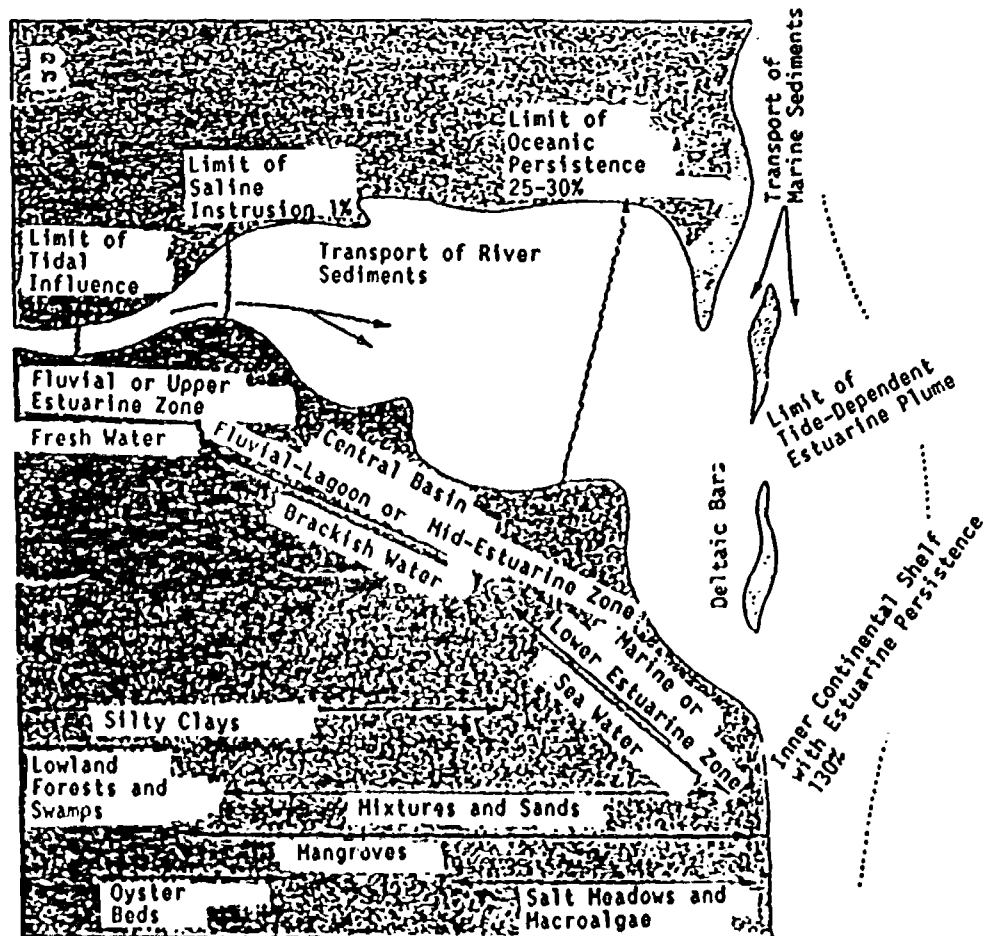 Transport of
Marine Sediments
Limit of
Oceanic
Persistence
25-30%
Limit of
Saline
Instrusion 1%
Limit of
Tidal
Influence
Transport of River
Sediments
Limit of
Tide-Dependent
Estuarine Plume
Fluvial or Upper
Estuarine Zone
Fresh Water
Central Basin
Fluvial-Lagoon or Mid-Estuarine Zone
Brackish Water
Deltaic Bars
Marine or
Lower Estuarine Zone
Sea Water
Inner Continental Shelf
with Estuarine Persistence
130%
Silty Clays
Lowland
Forests and
Swamps
Mixtures and Sands
Mangroves
Oyster
Beds
Salt Meadows and
Macroalgae